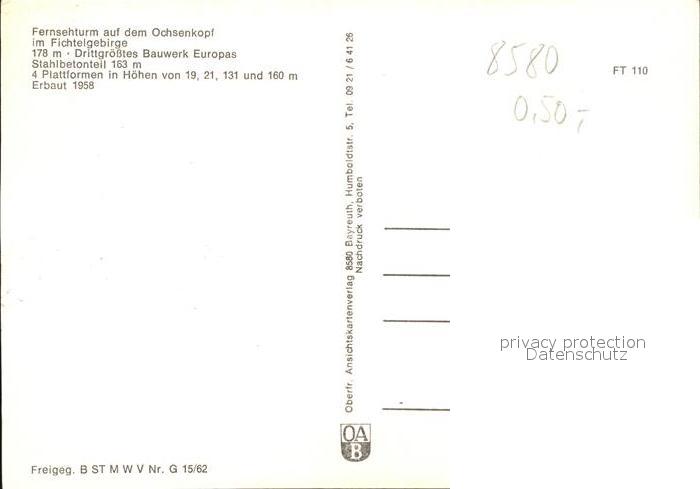 Fernsehturm auf dem Ochsenkopf
im Fichtelgebirge
178 m · Drittgrößtes Bauwerk Europas
Stahlbetonteil 163 m
4 Plattformen in Höhen von 19, 21, 131 und 160 m
Erbaut 1958
Freigeg. B ST M W V Nr. G 15/62
Oberfr. Ansichtskartenverlag 8580 Bayreuth, Humboldtstr. 5, Tel. 09 21 / 6 41 26
Nachdruck verboten
OA
B
8580
0,50,-
FT 110
privacy protection
Datenschutz